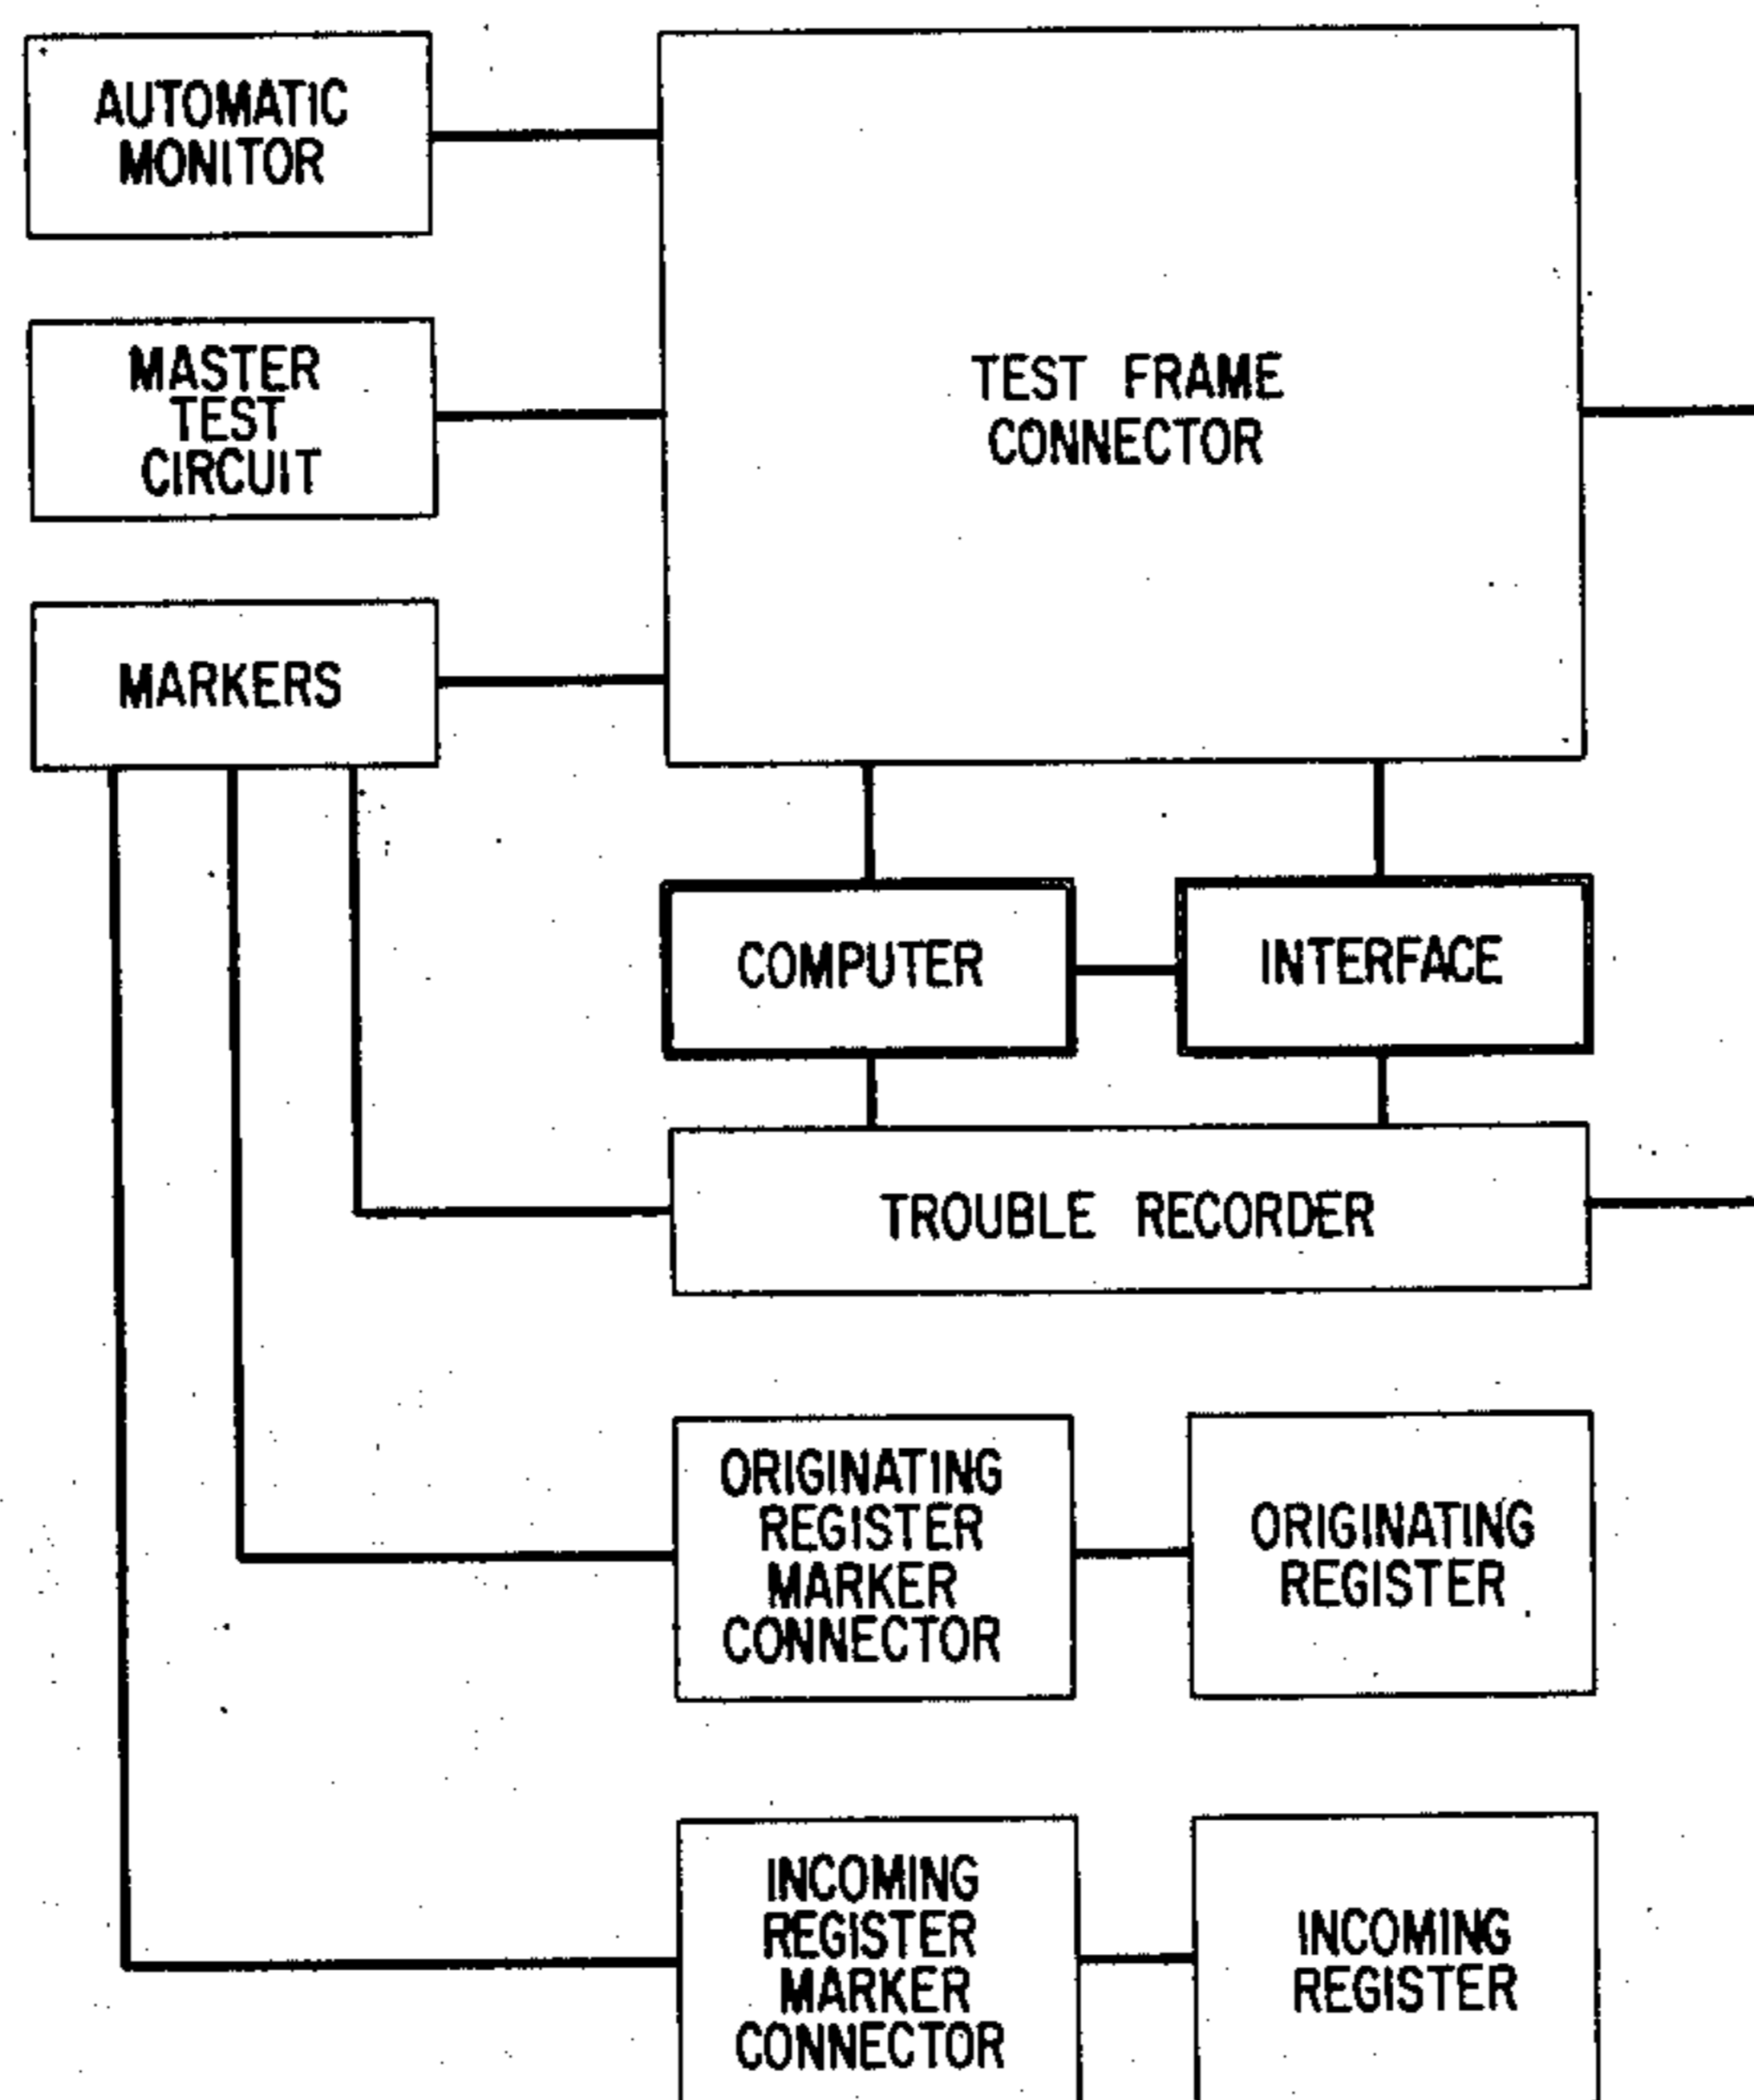 AUTOMATIC
MONITOR
MASTER
TEST
CIRCUIT
TEST FRAME
CONNECTOR
MARKERS
COMPUTER
INTERFACE
TROUBLE RECORDER
ORIGINATING
REGISTER
MARKER
CONNECTOR
ORIGINATING
REGISTER
INCOMING
REGISTER
MARKER
CONNECTOR
INCOMING
REGISTER